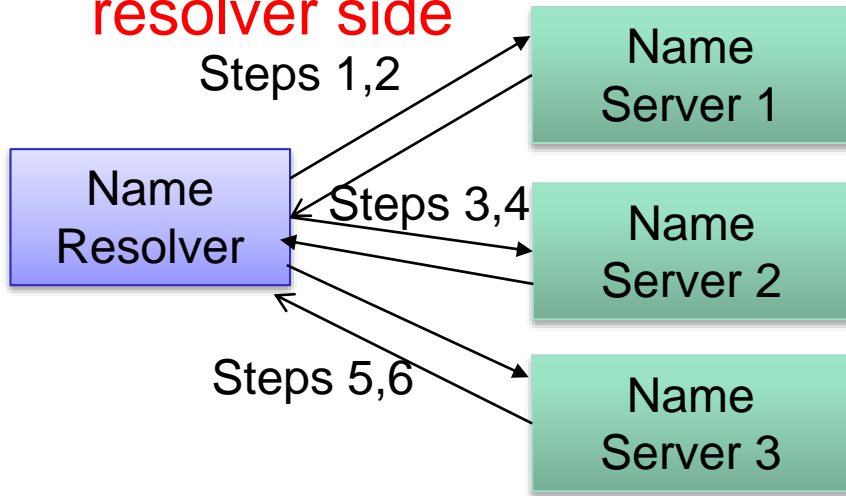 resolver side
Steps 1,2
Name
Server 1
Name
Resolver
Steps 3,4
Name
Server 2
Steps 5,6
Name
Server 3